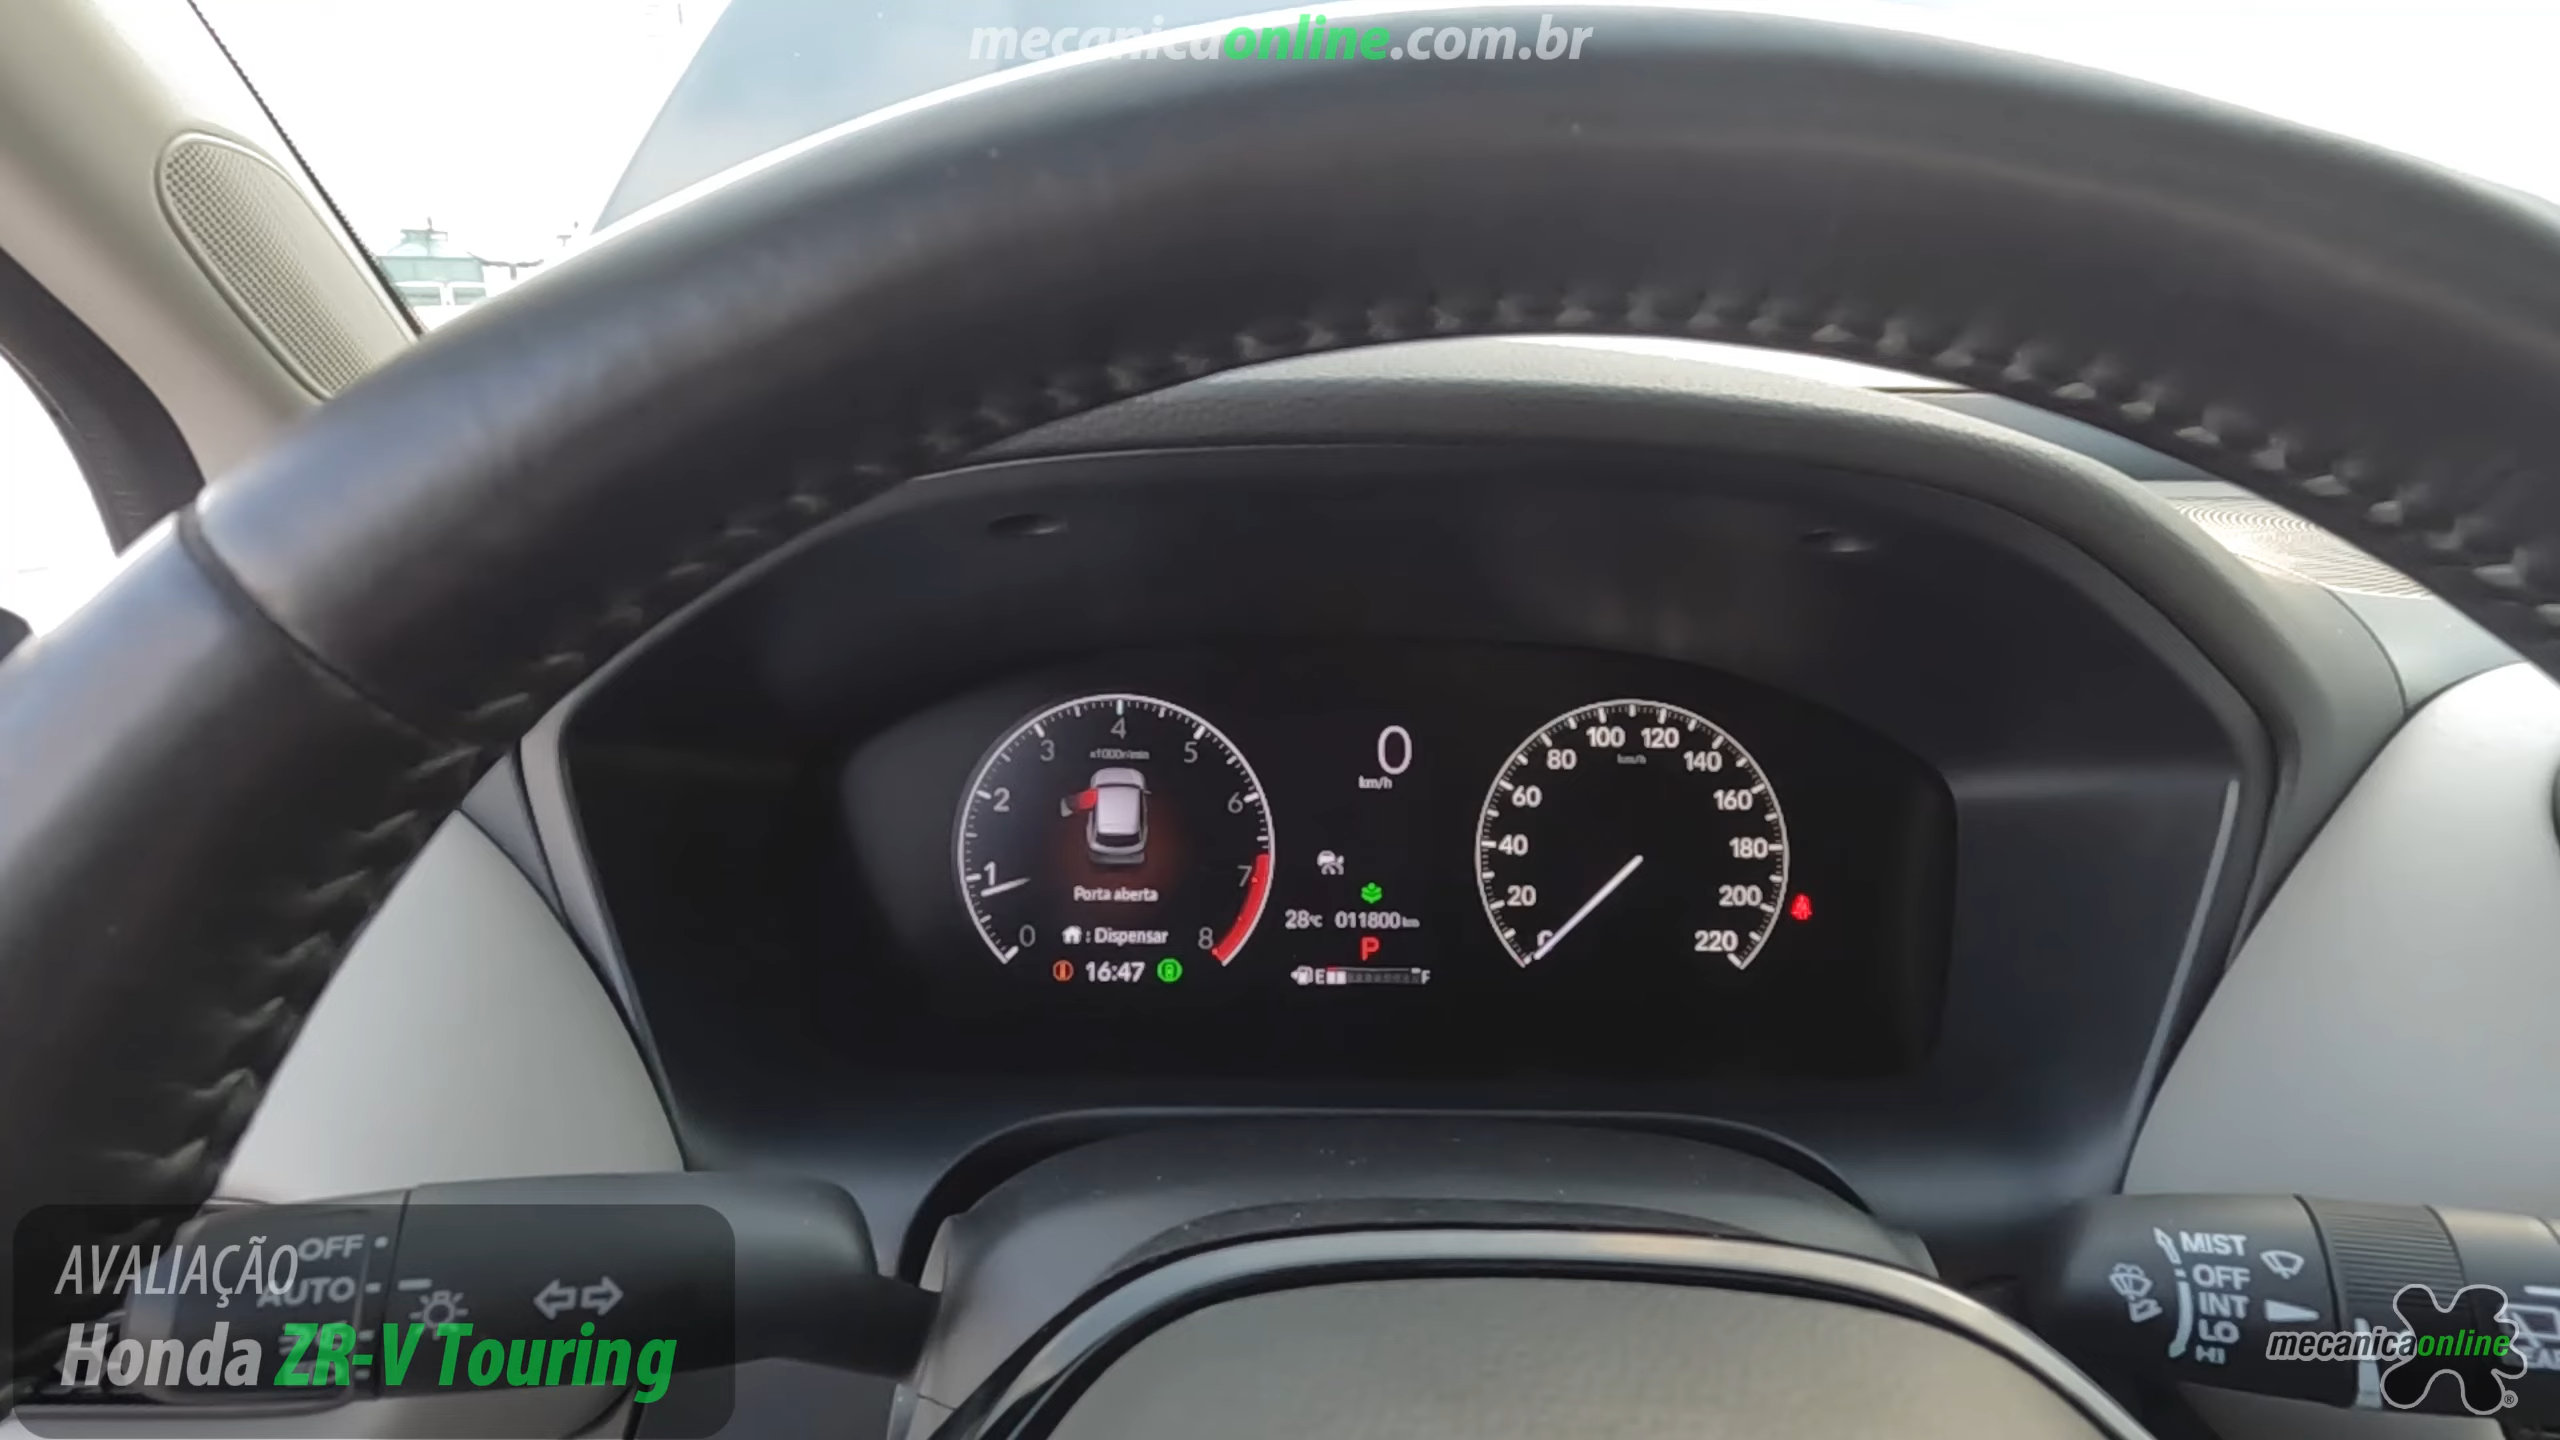 mecanicaonline.com.br
4
3
5
x1000r/min
2
6
1
7
Porta aberta
0
: Dispensar
8
16:47
0
km/h
28°C 011800km
P
E
F
100 120
80 km/h 140
60 160
40 180
20 200
220
AVALIAÇÃO
Honda ZR-V Touring
OFF
AUTO
MIST
OFF
INT
LO
HI
mecanicaonline
®